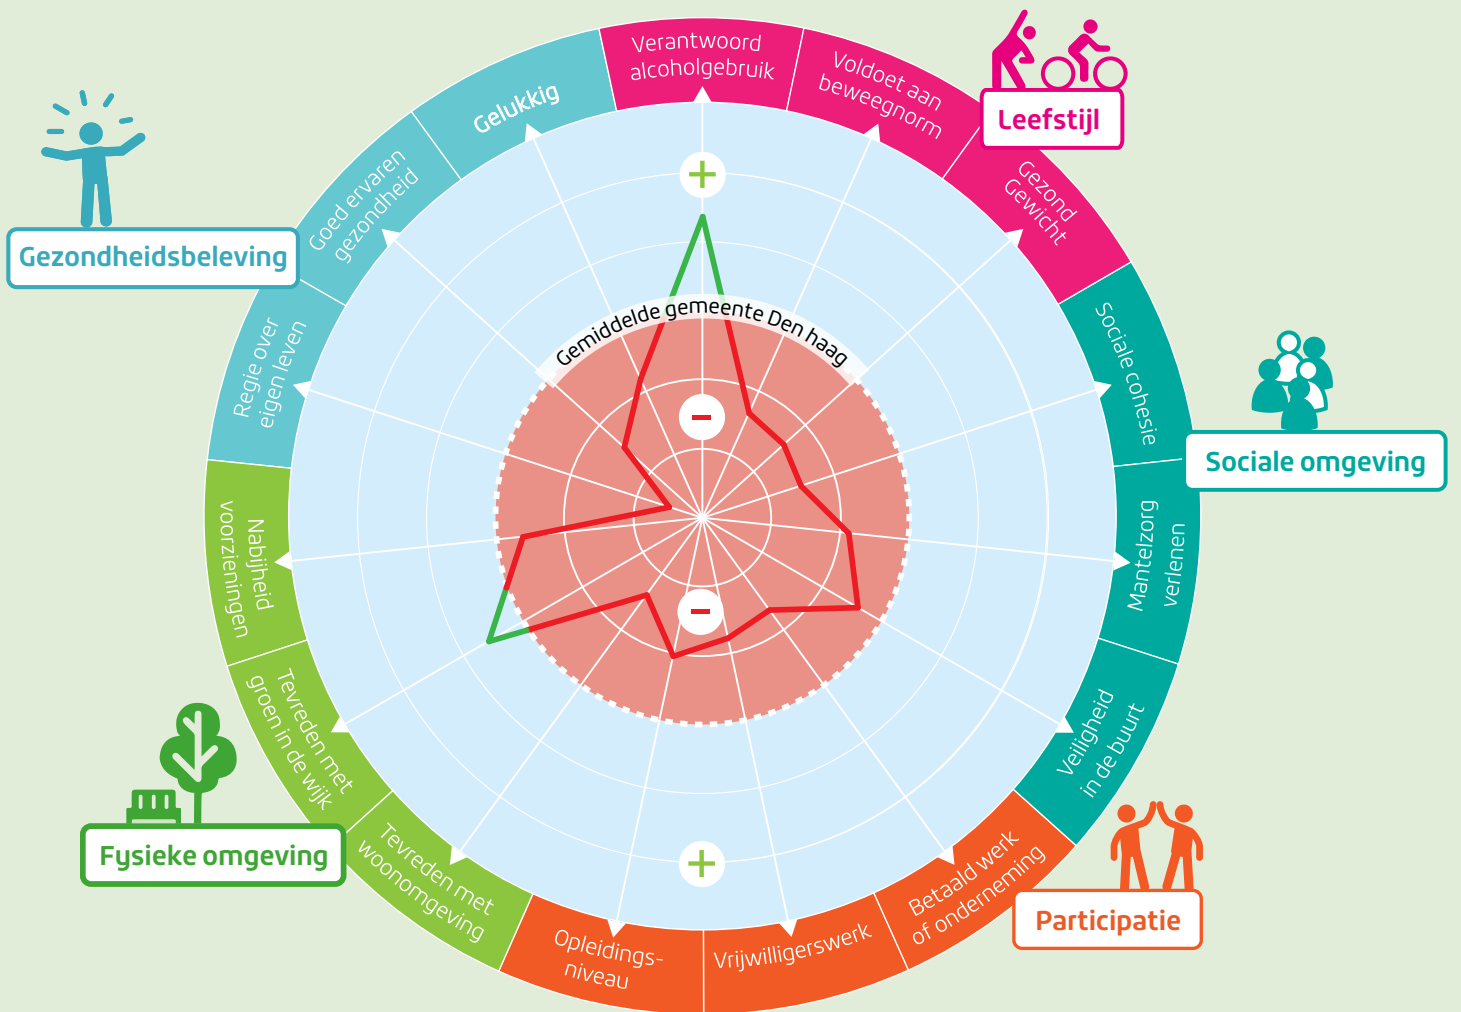 Verantwoord
alcoholgebruik
Voldoet aan
beweegnorm
Gezond
Gewicht
Leefstijl
Sociale cohesie
Mantelzorg
verlenen
Veiligheid
in de buurt
Sociale omgeving
Betaald werk
of onderneming
Vrijwilligerswerk
Opleidings-
niveau
Participatie
Tevreden met
woonomgeving
Tevreden met
groen in de wijk
Nabijheid
voorzieningen
Fysieke omgeving
Regie over
eigen leven
Goed ervaren
gezondheid
Gelukkig
Gezondheidsbeleving
+
Gemiddelde gemeente Den haag
−
−
+